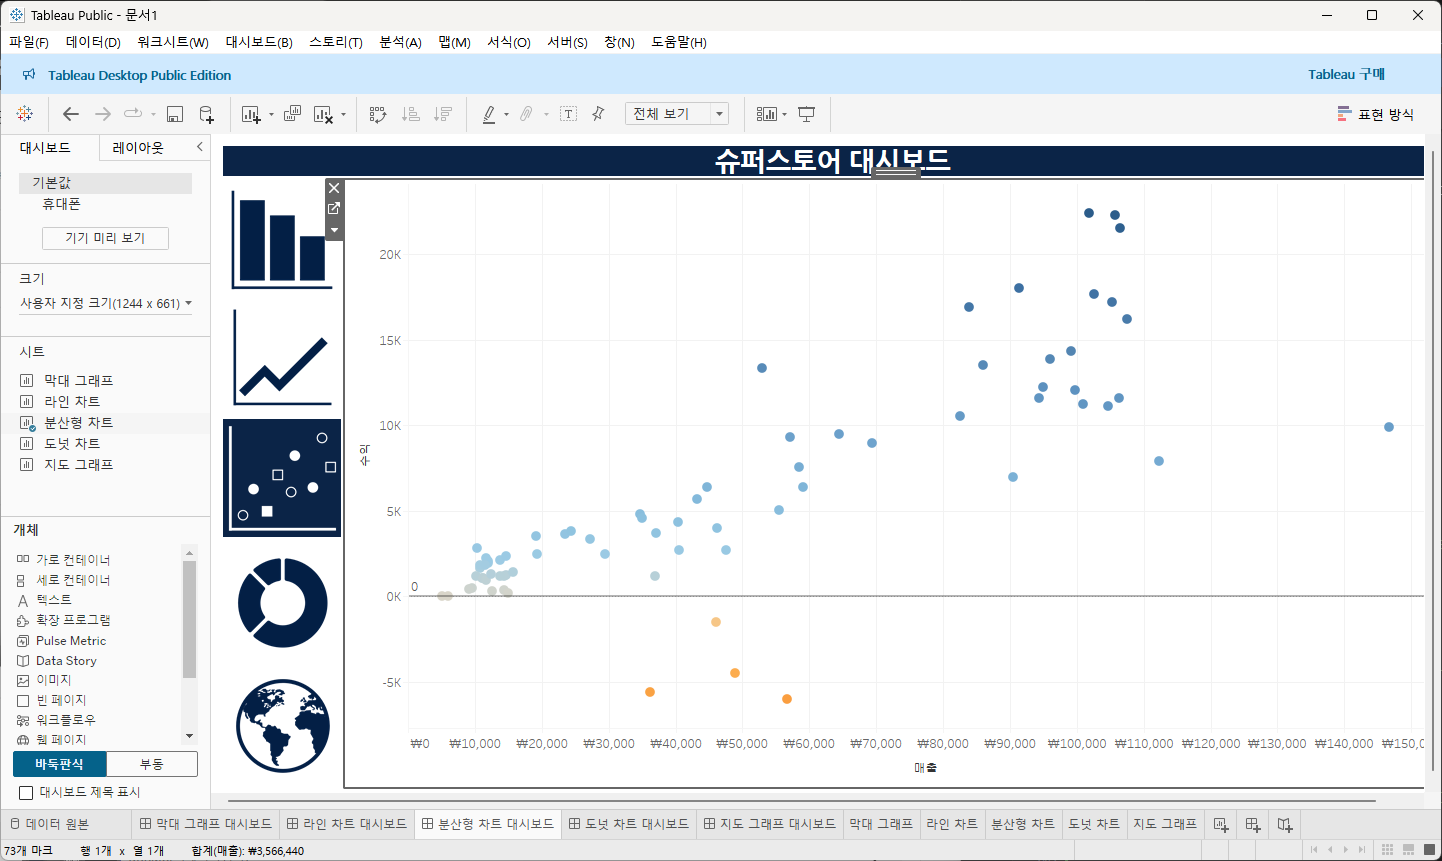 Tableau Public - 문서1
파일(F) 데이터(D) 워크시트(W) 대시보드(B) 스토리(T) 분석(A) 맵(M) 서식(O) 서버(S) 창(N) 도움말(H)
Tableau Desktop Public Edition
Tableau 구매
전체 보기
표현 방식
대시보드 레이아웃
기본값
휴대폰
기기 미리 보기
크기
사용자 지정 크기(1244 x 661)
시트
막대 그래프
라인 차트
분산형 차트
도넛 차트
지도 그래프
개체
가로 컨테이너
세로 컨테이너
텍스트
확장 프로그램
Pulse Metric
Data Story
이미지
빈 페이지
워크플로우
웹 페이지
바둑판식 부동
대시보드 제목 표시
슈퍼스토어 대시보드
20K
15K
10K
5K
0
0K
-5K
수익
₩0 ₩10,000 ₩20,000 ₩30,000 ₩40,000 ₩50,000 ₩60,000 ₩70,000 ₩80,000 ₩90,000 ₩100,000 ₩110,000 ₩120,000 ₩130,000 ₩140,000 ₩150,0
매출
데이터 원본 막대 그래프 대시보드 라인 차트 대시보드 분산형 차트 대시보드 도넛 차트 대시보드 지도 그래프 대시보드 막대 그래프 라인 차트 분산형 차트 도넛 차트 지도 그래프
73개 마크 행 1개 x 열 1개 합계(매출): ₩3,566,440